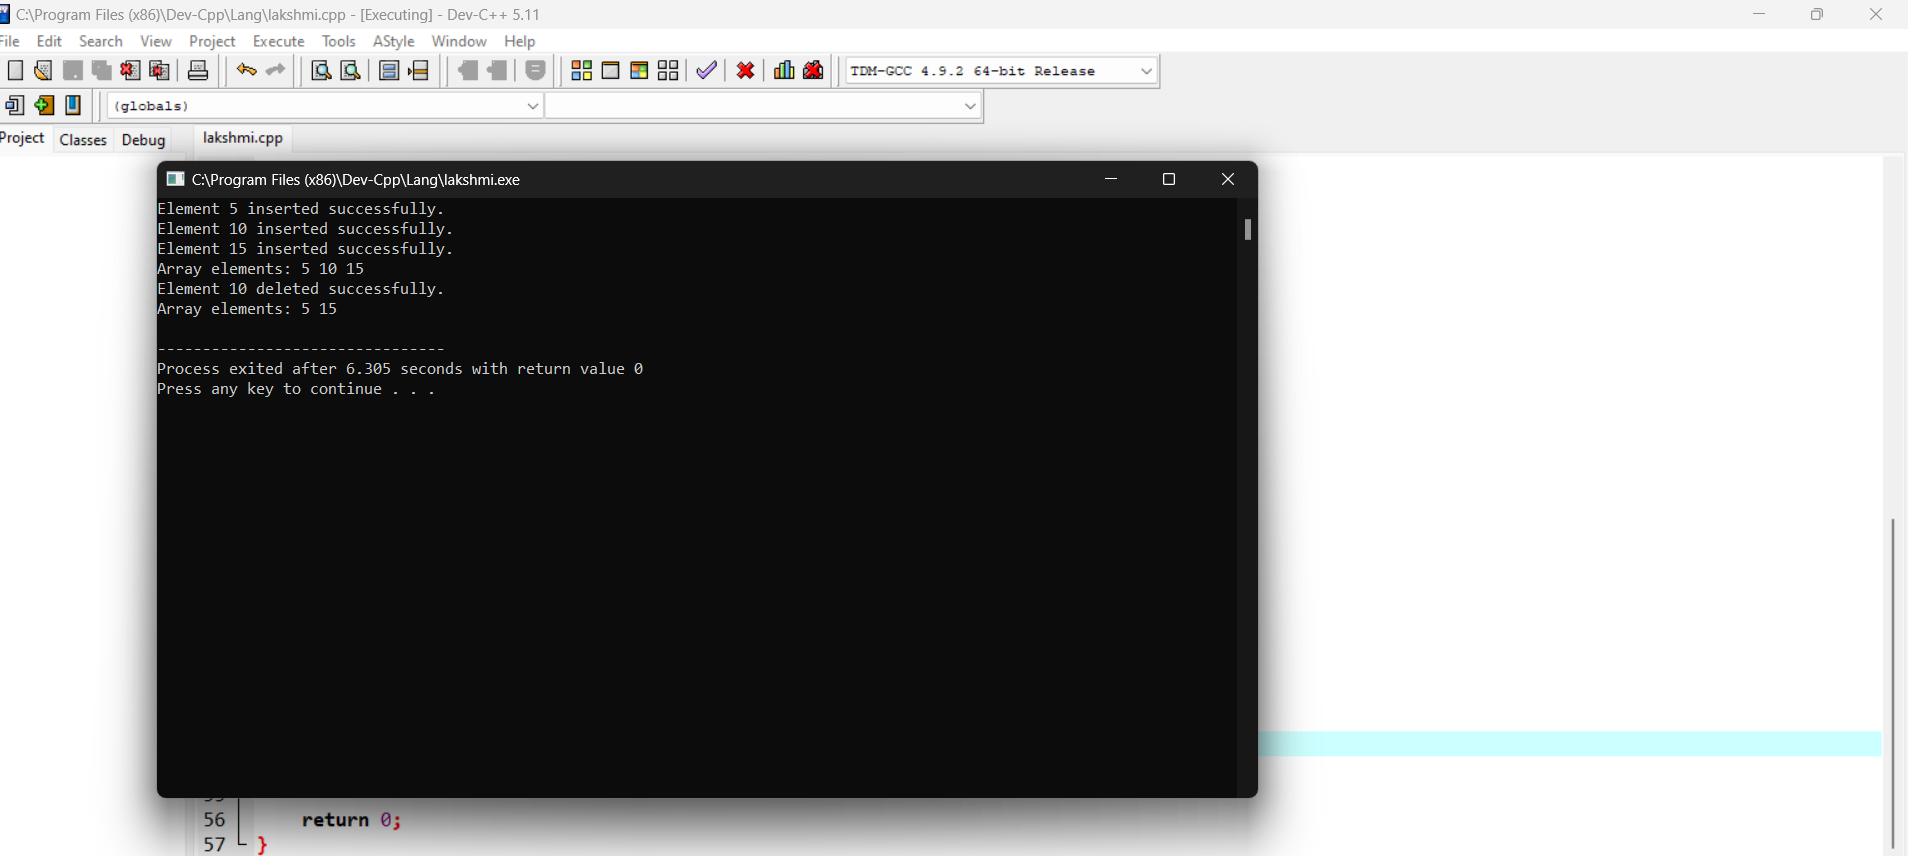 C:\Program Files (x86)\Dev-Cpp\Lang\lakshmi.cpp - [Executing] - Dev-C++ 5.11
File Edit Search View Project Execute Tools AStyle Window Help
TDM-GCC 4.9.2 64-bit Release
(globals)
Project Classes Debug lakshmi.cpp
C:\Program Files (x86)\Dev-Cpp\Lang\lakshmi.exe
Element 5 inserted successfully.
Element 10 inserted successfully.
Element 15 inserted successfully.
Array elements: 5 10 15
Element 10 deleted successfully.
Array elements: 5 15
--------------------------------
Process exited after 6.305 seconds with return value 0
Press any key to continue . . .
56 return 0;
57 }